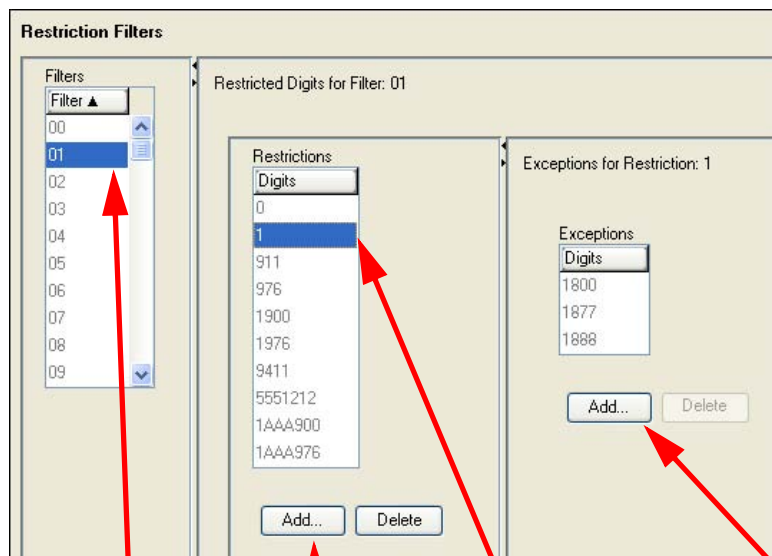 Restriction Filters
Filters
Filter ▲
00
01
02
03
04
05
06
07
08
09
Restricted Digits for Filter: 01
Restrictions
Digits
0
1
911
976
1900
1976
9411
5551212
1AAA900
1AAA976
Add... Delete
Exceptions for Restriction: 1
Exceptions
Digits
1800
1877
1888
Add... Delete